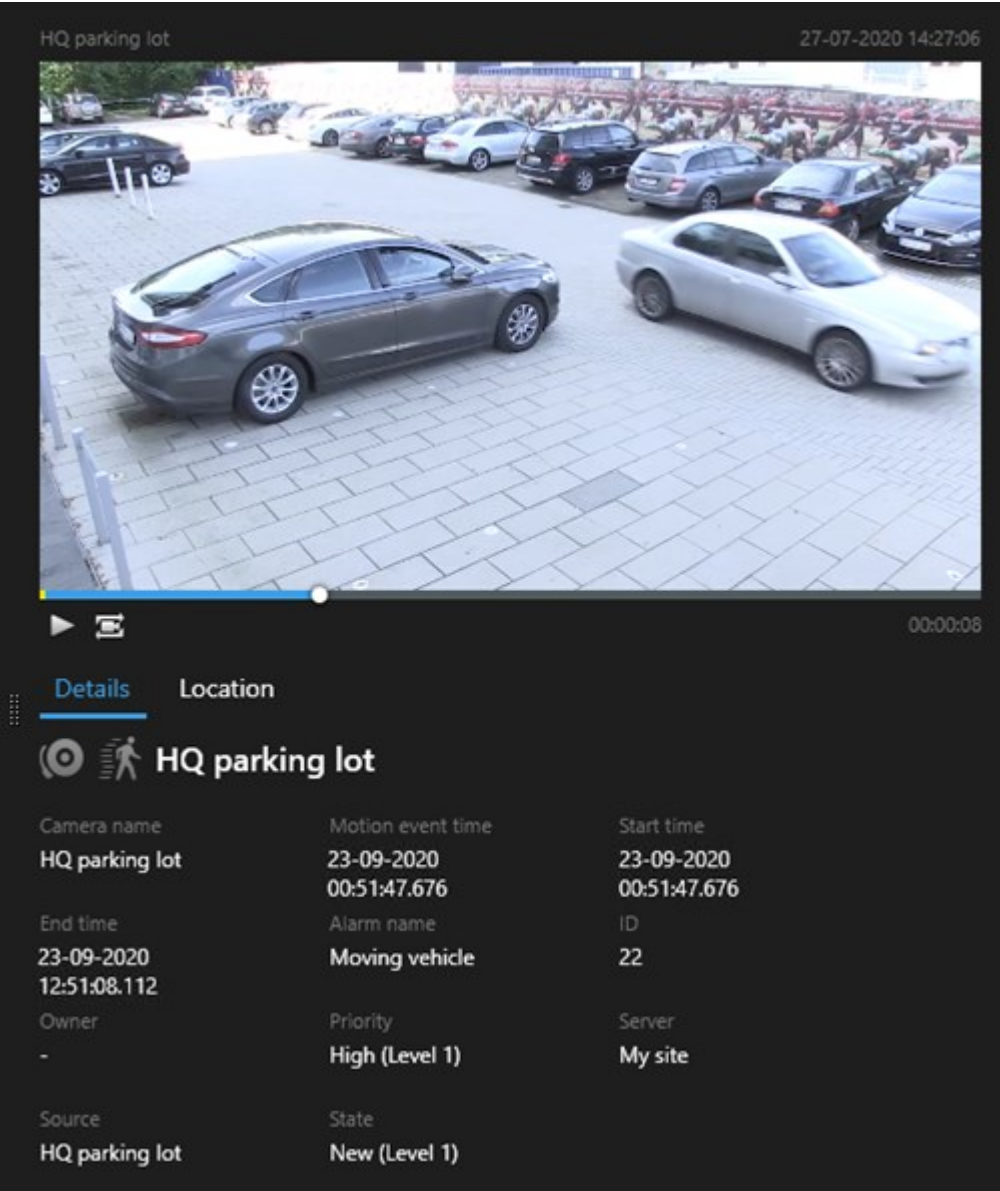 HQ parking lot 27-07-2020 14:27:06
00:00:08
Details Location
HQ parking lot
Camera name Motion event time Start time
HQ parking lot 23-09-2020 23-09-2020
00:51:47.676 00:51:47.676
End time Alarm name ID
23-09-2020 Moving vehicle 22
12:51:08.112
Owner Priority Server
- High (Level 1) My site
Source State
HQ parking lot New (Level 1)